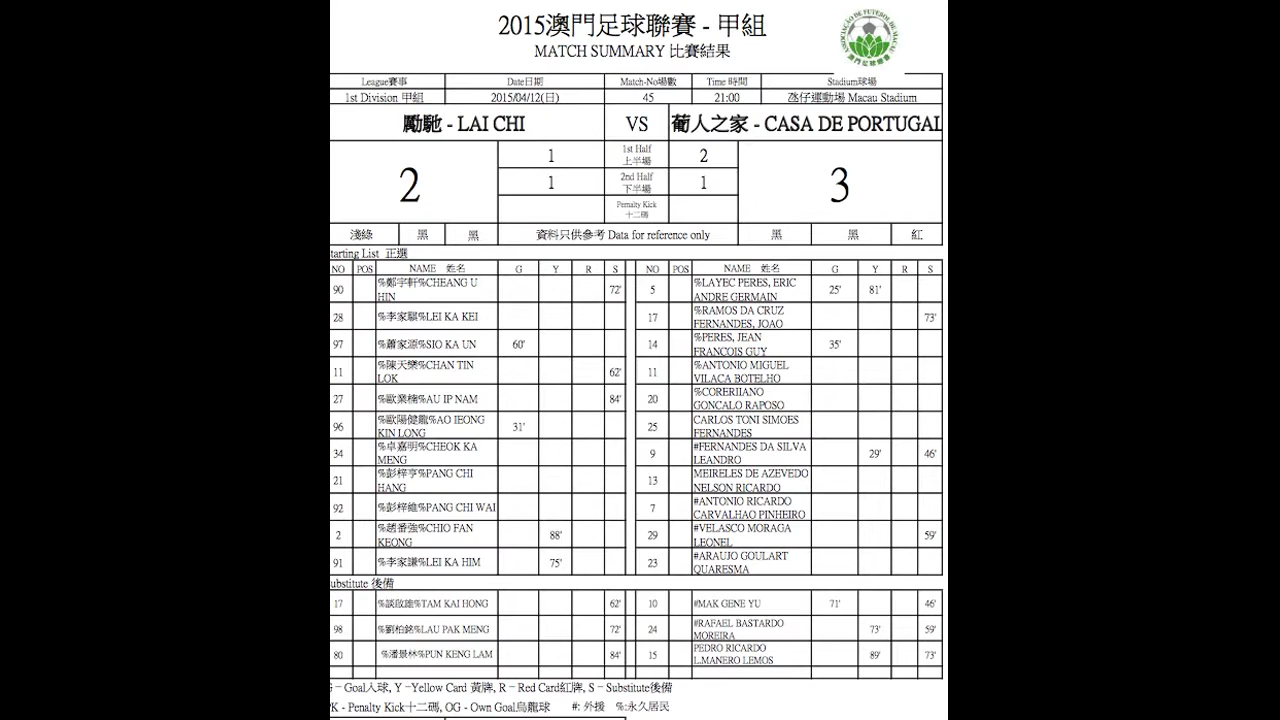 2015澳門足球聯賽 - 甲組
MATCH SUMMARY 比賽結果
ASSOCIAÇÃO DE FUTEBOL DE MACAU
澳門足球總會
League賽事 Date日期 Match-No場數 Time 時間 Stadium球場
1st Division 甲組 2015/04/12(日) 45 21:00 氹仔運動場 Macau Stadium
勵馳 - LAI CHI VS 葡人之家 - CASA DE PORTUGAL
2 1 1st Half 上半場 2 3
1 2nd Half 下半場 1
Penalty Kick 十二碼
淺綠 黑 黑 資料只供參考 Data for reference only 黑 黑 紅
tarting List 正選
NO POS NAME 姓名 G Y R S NO POS NAME 姓名 G Y R S
90 %鄭宇軒%CHEANG U HIN 72' 5 %LAYEC PERES, ERIC ANDRE GERMAIN 25' 81'
28 %李家騏%LEI KA KEI 17 %RAMOS DA CRUZ FERNANDES, JOAO 73'
97 %蕭家源%SIO KA UN 60' 14 %PERES, JEAN FRANCOIS GUY 35'
11 %陳天樂%CHAN TIN LOK 62' 11 %ANTONIO MIGUEL VILACA BOTELHO
27 %歐業楠%AU IP NAM 84' 20 %CORERIIANO GONCALO RAPOSO
96 %歐陽健龍%AO IEONG KIN LONG 31' 25 CARLOS TONI SIMOES FERNANDES
34 %卓嘉明%CHEOK KA MENG 9 #FERNANDES DA SILVA LEANDRO 29' 46'
21 %彭梓亨%PANG CHI HANG 13 MEIRELES DE AZEVEDO NELSON RICARDO
92 %彭梓維%PANG CHI WAI 7 #ANTONIO RICARDO CARVALHAO PINHEIRO
2 %趙番強%CHIO FAN KEONG 88' 29 #VELASCO MORAGA LEONEL 59'
91 %李家謙%LEI KA HIM 75' 23 #ARAUJO GOULART QUARESMA
ubstitute 後備
17 %談啟雄%TAM KAI HONG 62' 10 #MAK GENE YU 71' 46'
98 %劉柏銘%LAU PAK MENG 72' 24 #RAFAEL BASTARDO MOREIRA 73' 59'
80 %潘景林%PUN KENG LAM 84' 15 PEDRO RICARDO L.MANERO LEMOS 89' 73'
– Goal入球, Y –Yellow Card 黃牌, R – Red Card紅牌, S – Substitute後備
K - Penalty Kick十二碼, OG - Own Goal烏龍球 #: 外援 %:永久居民